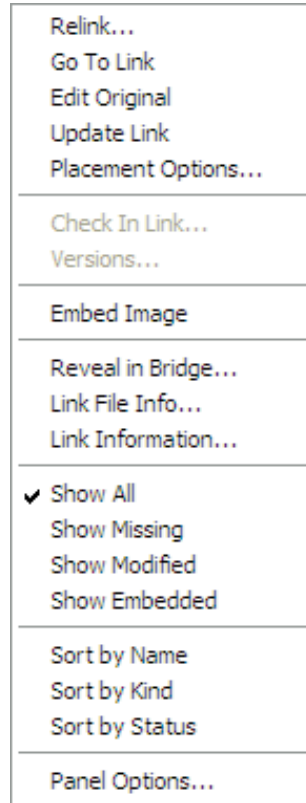 Relink...
Go To Link
Edit Original
Update Link
Placement Options...
Check In Link...
Versions...
Embed Image
Reveal in Bridge...
Link File Info...
Link Information...
Show All
Show Missing
Show Modified
Show Embedded
Sort by Name
Sort by Kind
Sort by Status
Panel Options...